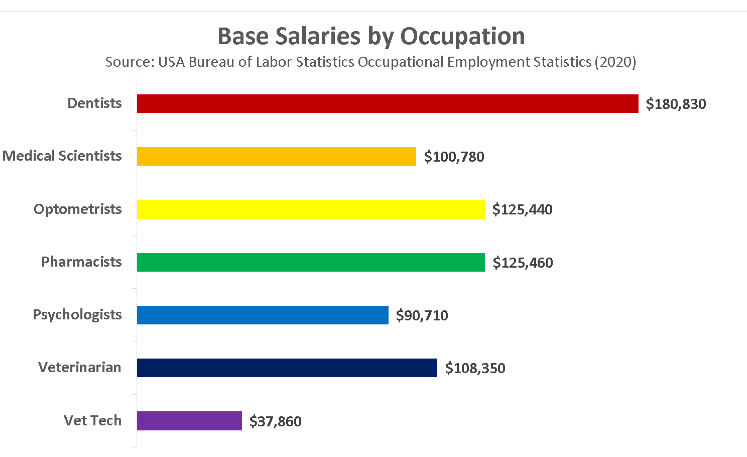 Base Salaries by Occupation
Source: USA Bureau of Labor Statistics Occupational Employment Statistics (2020)
Dentists $180,830
Medical Scientists $100,780
Optometrists $125,440
Pharmacists $125,460
Psychologists $90,710
Veterinarian $108,350
Vet Tech $37,860